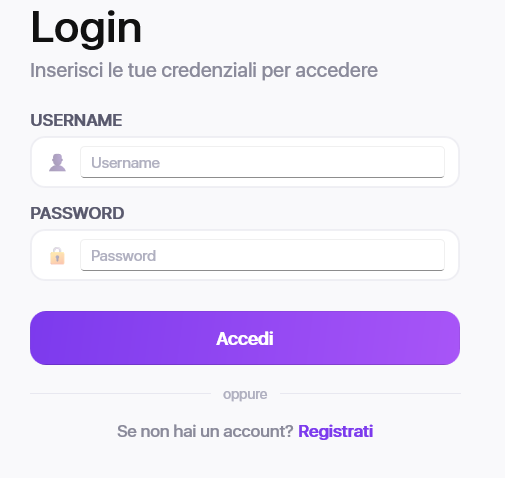 Login
Inserisci le tue credenziali per accedere
USERNAME
Username
PASSWORD
Password
Accedi
oppure
Se non hai un account? Registrati